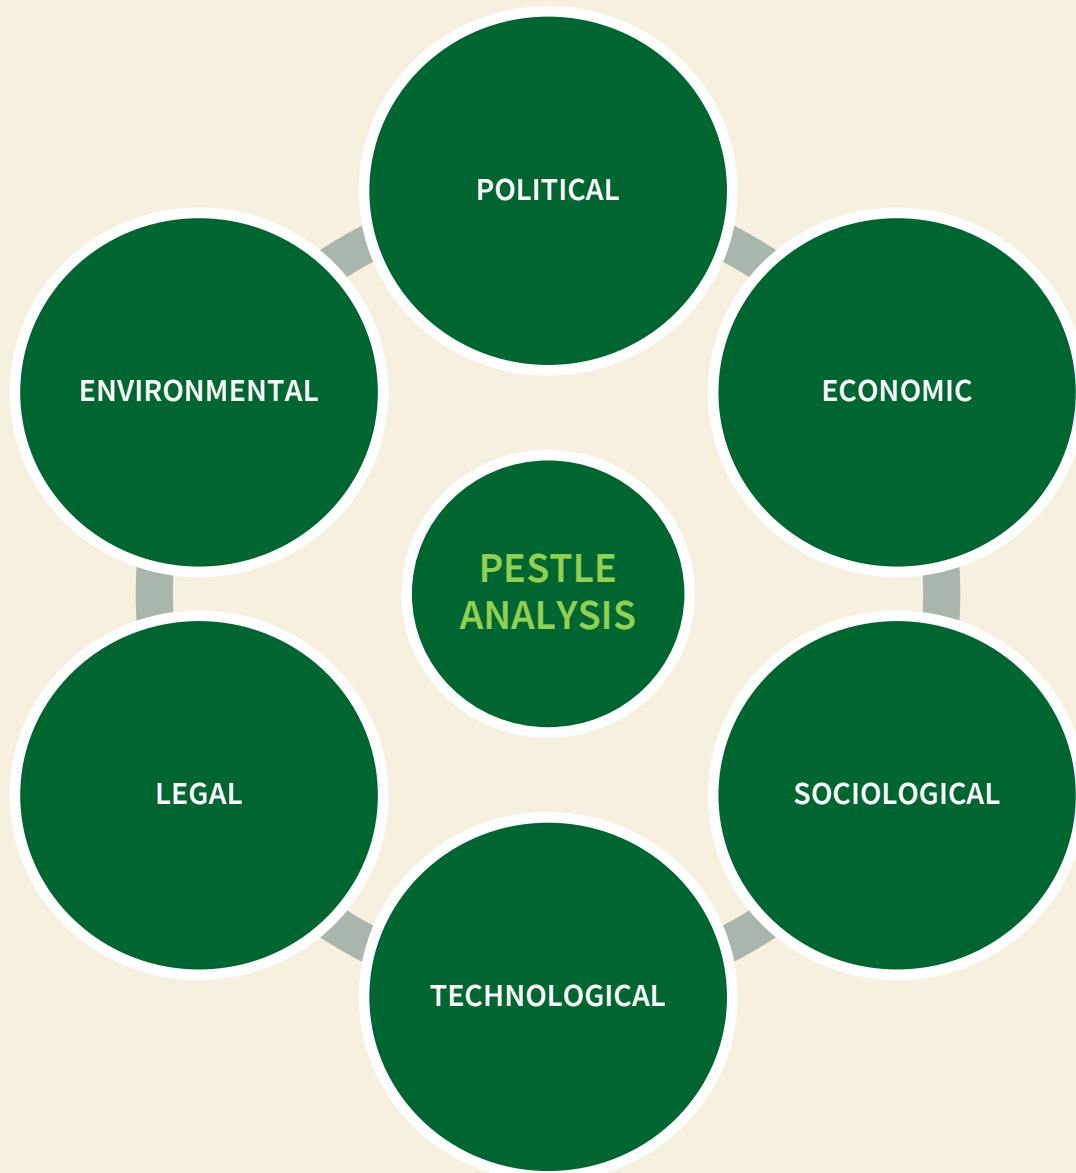 POLITICAL
ECONOMIC
SOCIOLOGICAL
TECHNOLOGICAL
LEGAL
ENVIRONMENTAL
PESTLE
ANALYSIS